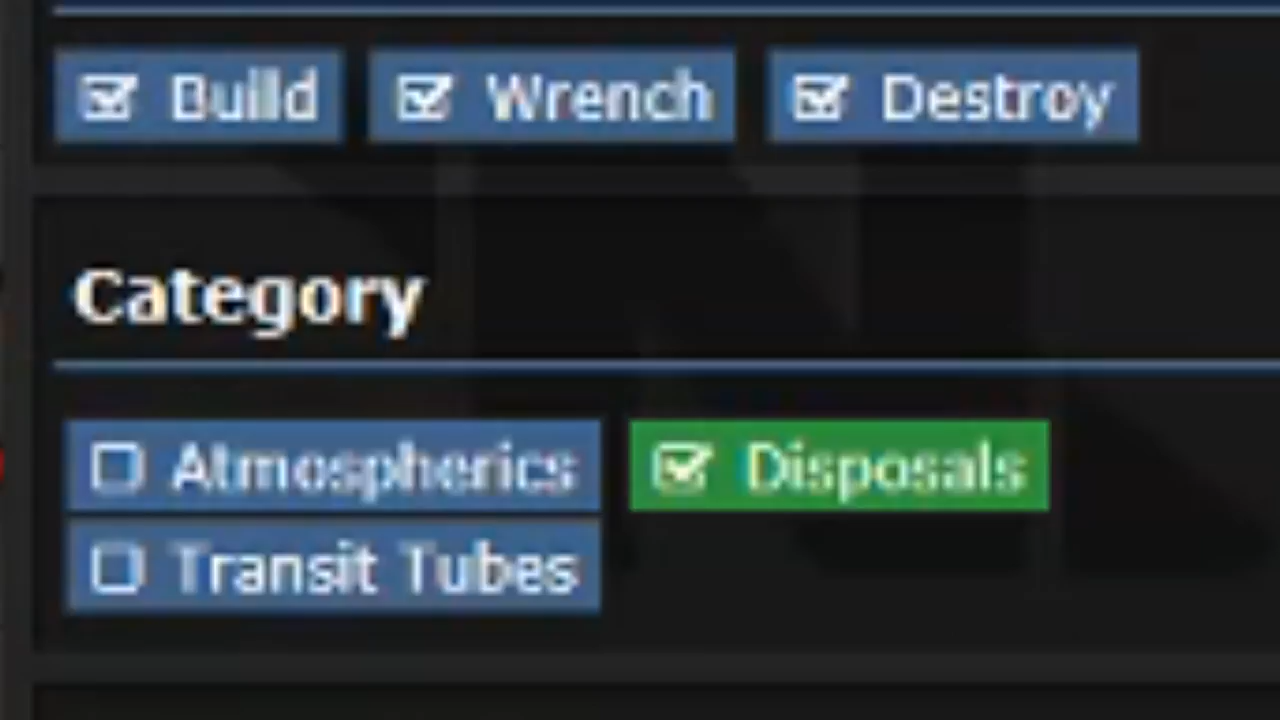 Build Wrench Destroy
Category
Atmospherics Disposals
Transit Tubes